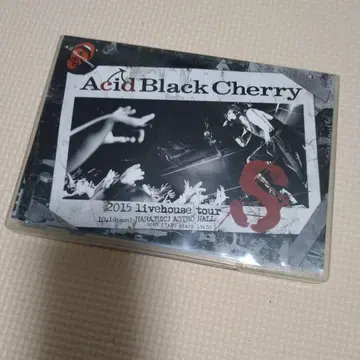 Acid Black Cherry
S
2015 livehouse tour
HARAJUKU ASTRO HALL